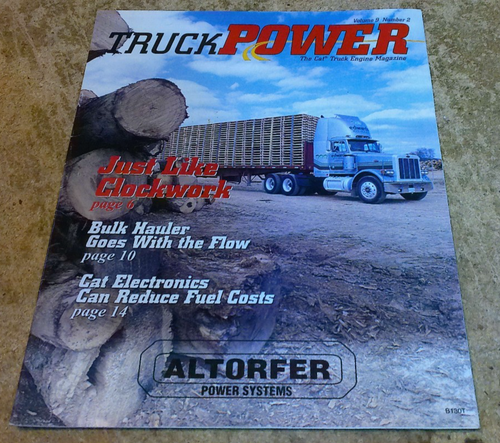 Volume 9 Number 2
TRUCKPOWER
The Cat® Truck Engine Magazine
Just Like
Clockwork
page 4
Bulk Hauler
Goes With the Flow
page 10
Cat Electronics
Can Reduce Fuel Costs
page 14
ALTORFER
POWER SYSTEMS